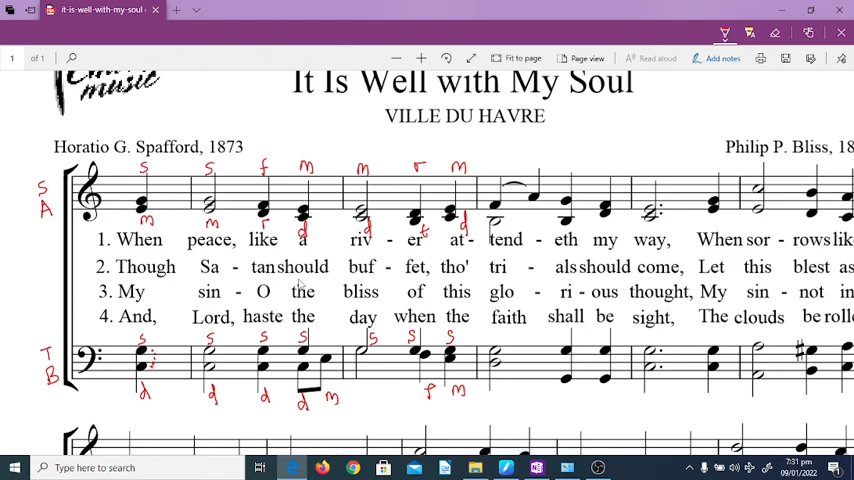 it-is-well-with-my-soul
1 of 1 Fit to page Page view Read aloud Add notes
music
It Is Well with My Soul
VILLE DU HAVRE
Horatio G. Spafford, 1873 Philip P. Bliss, 18
s s f m m r m
S
A
m m r d d t d
1. When peace, like a riv - er at - tend - eth my way, When sor - rows lik
2. Though Sa - tan should buf - fet, tho' tri - als should come, Let this blest as
3. My sin - O the bliss of this glo - ri - ous thought, My sin - not in
4. And, Lord, haste the day when the faith shall be sight, The clouds be rolle
s s s s s s s
T
B
d d d d m f m
Type here to search
7:31 pm
09/01/2022